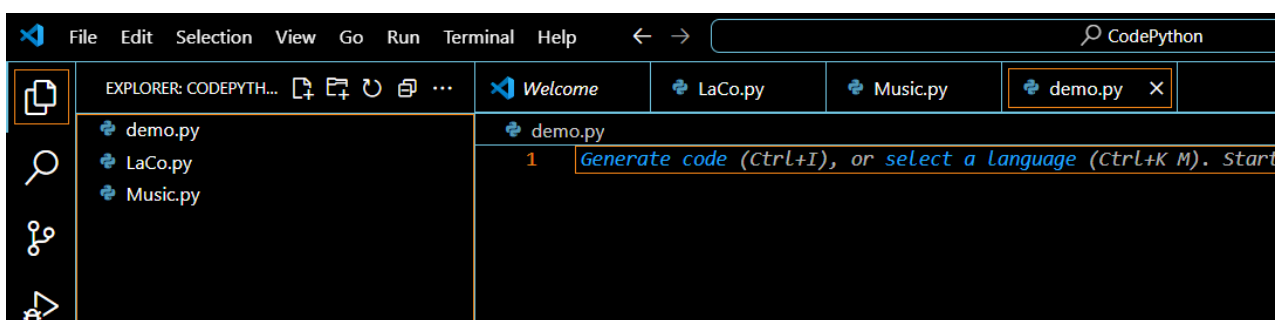 File Edit Selection View Go Run Terminal Help CodePython
EXPLORER: CODEPYTH...
Welcome LaCo.py Music.py demo.py
demo.py
LaCo.py
Music.py
demo.py
1 Generate code (Ctrl+I), or select a language (Ctrl+K M). Start